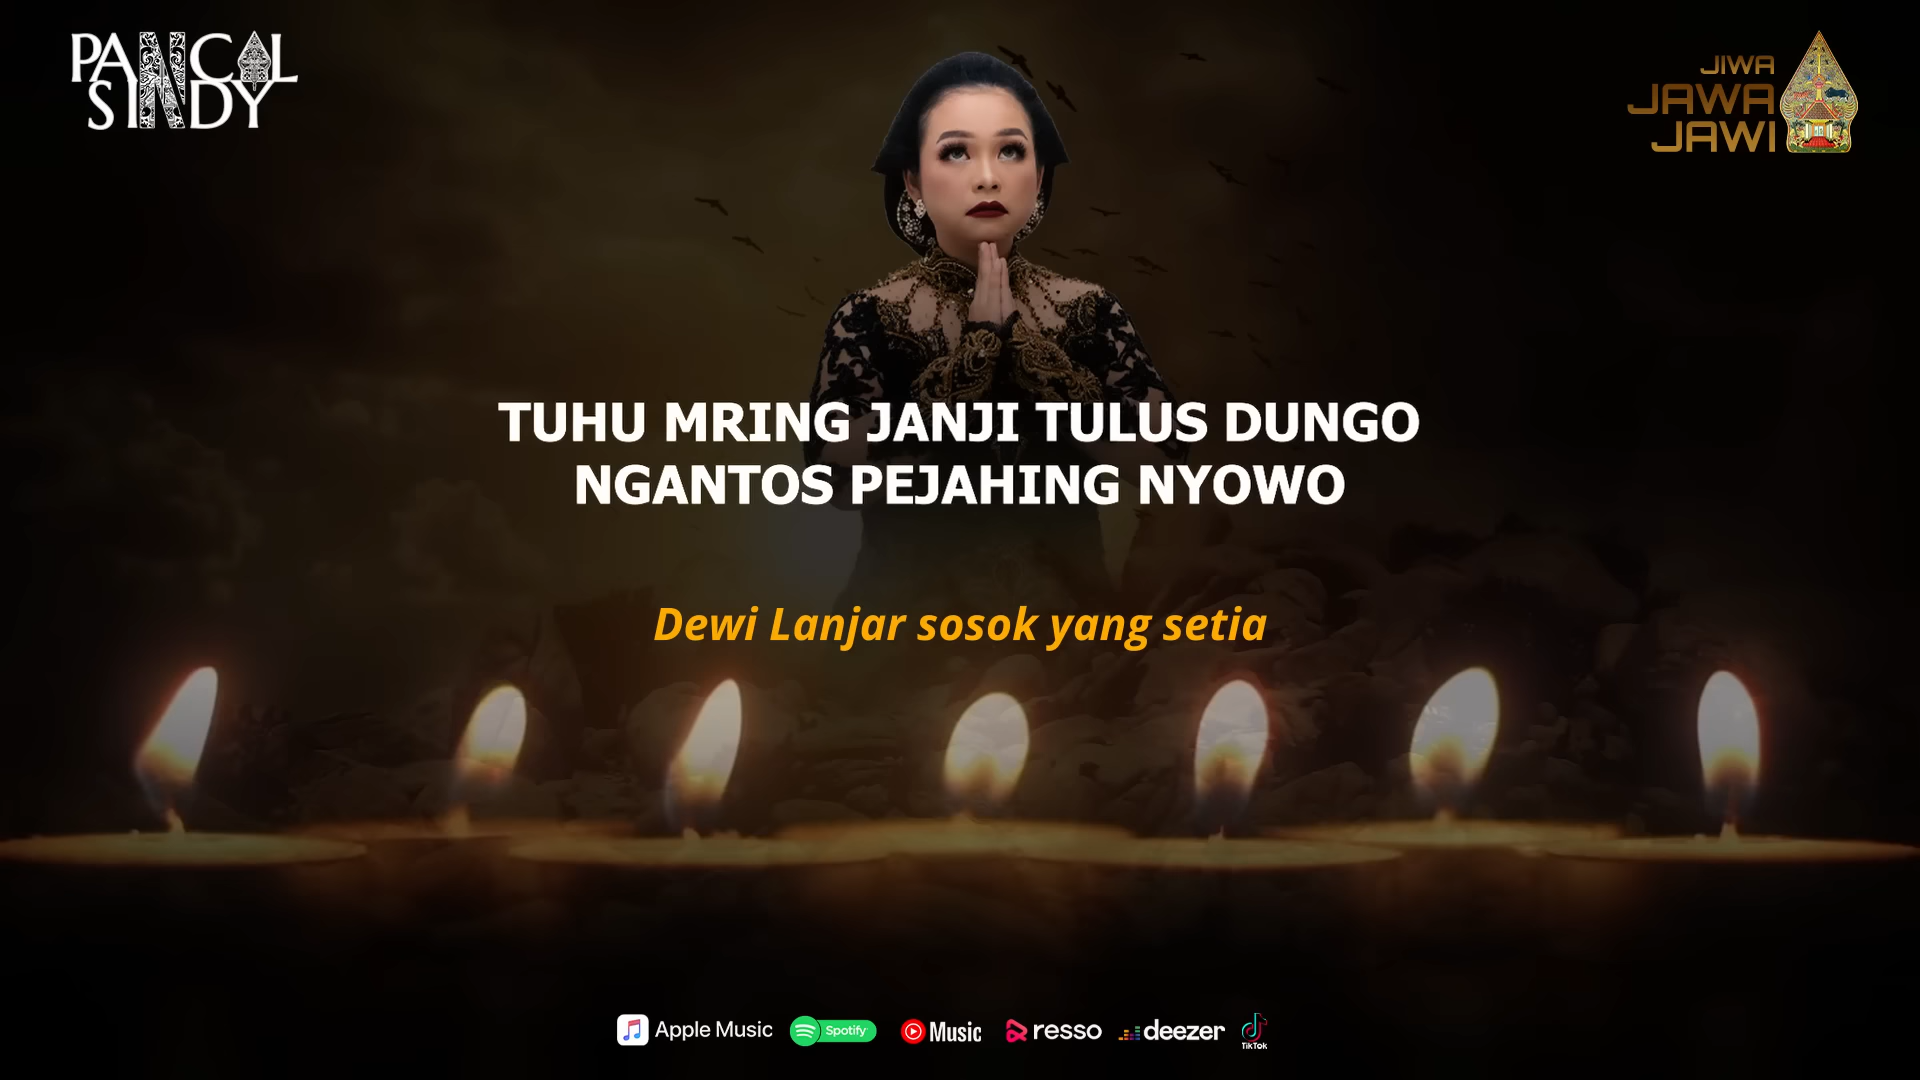 PANCAL
SINDY
JIWA
JAWA
JAWI
TUHU MRING JANJI TULUS DUNGO
NGANTOS PEJAHING NYOWO
Dewi Lanjar sosok yang setia
Apple Music Spotify Music resso deezer TikTok